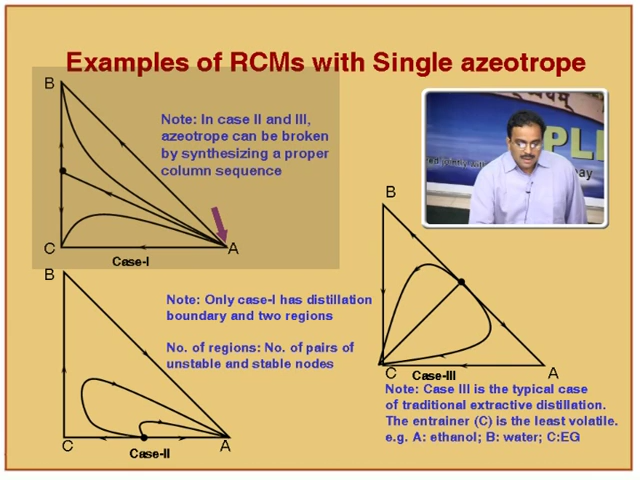 Examples of RCMs with Single azeotrope
B
Note: In case II and III,
azeotrope can be broken
by synthesizing a proper
column sequence
C
A
Case-I
PLI
ay
B
C
Case-III
A
B
Note: Only case-I has distillation
boundary and two regions
No. of regions: No. of pairs of
unstable and stable nodes
C
A
Case-II
Note: Case III is the typical case
of traditional extractive distillation.
The entrainer (C) is the least volatile.
e.g. A: ethanol; B: water; C:EG